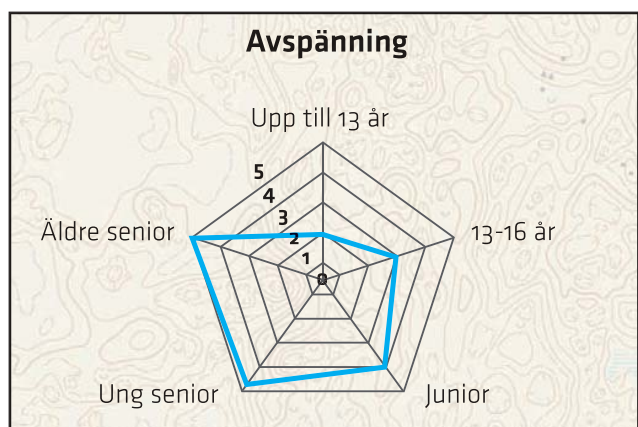 Avspänning
Upp till 13 år
5
4
3
2
1
0
Äldre senior
13-16 år
Ung senior
Junior